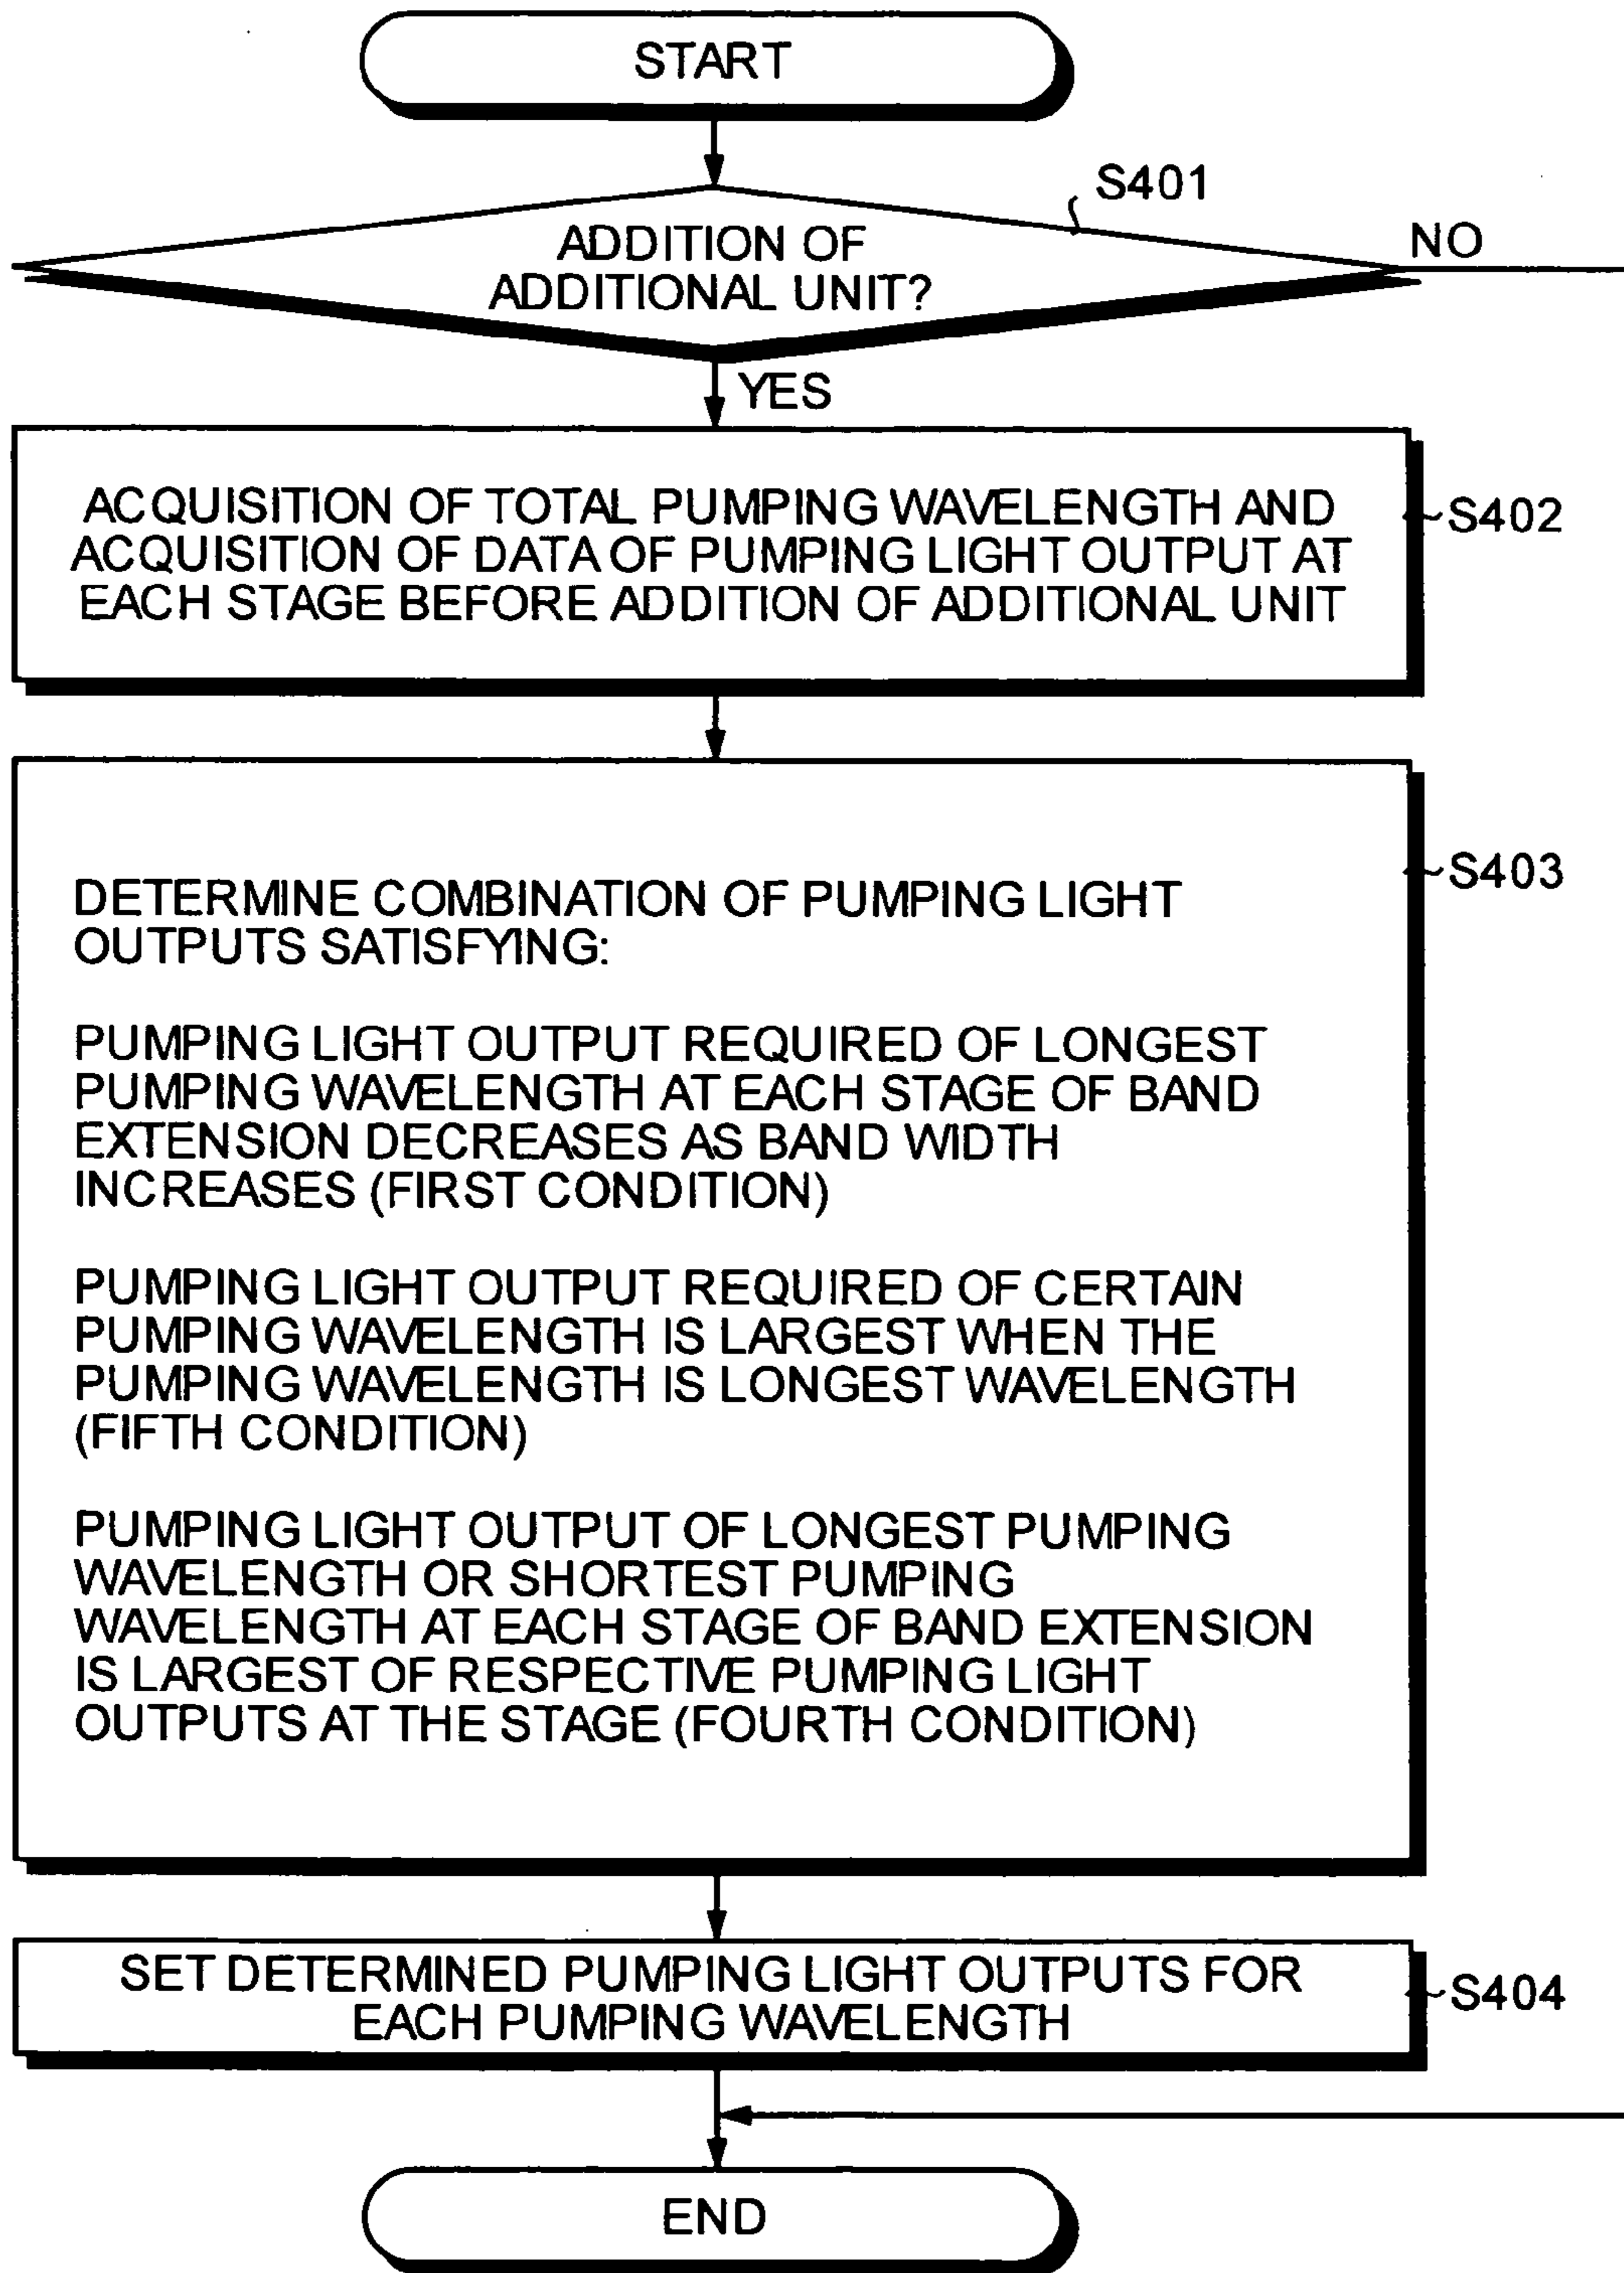 START
S401
ADDITION OF
ADDITIONAL UNIT?
NO
YES
ACQUISITION OF TOTAL PUMPING WAVELENGTH AND
ACQUISITION OF DATA OF PUMPING LIGHT OUTPUT AT
EACH STAGE BEFORE ADDITION OF ADDITIONAL UNIT
S402
S403
DETERMINE COMBINATION OF PUMPING LIGHT
OUTPUTS SATISFYING:
PUMPING LIGHT OUTPUT REQUIRED OF LONGEST
PUMPING WAVELENGTH AT EACH STAGE OF BAND
EXTENSION DECREASES AS BAND WIDTH
INCREASES (FIRST CONDITION)
PUMPING LIGHT OUTPUT REQUIRED OF CERTAIN
PUMPING WAVELENGTH IS LARGEST WHEN THE
PUMPING WAVELENGTH IS LONGEST WAVELENGTH
(FIFTH CONDITION)
PUMPING LIGHT OUTPUT OF LONGEST PUMPING
WAVELENGTH OR SHORTEST PUMPING
WAVELENGTH AT EACH STAGE OF BAND EXTENSION
IS LARGEST OF RESPECTIVE PUMPING LIGHT
OUTPUTS AT THE STAGE (FOURTH CONDITION)
SET DETERMINED PUMPING LIGHT OUTPUTS FOR
EACH PUMPING WAVELENGTH
S404
END